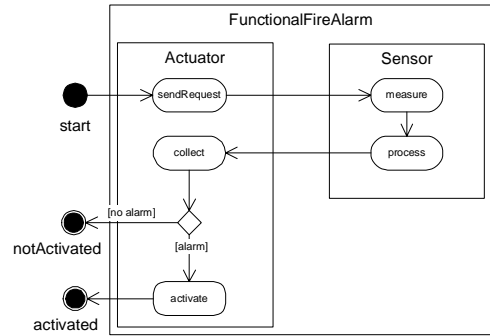 FunctionalFireAlarm
Actuator
Sensor
sendRequest
measure
start
collect
process
[no alarm]
notActivated
[alarm]
activate
activated